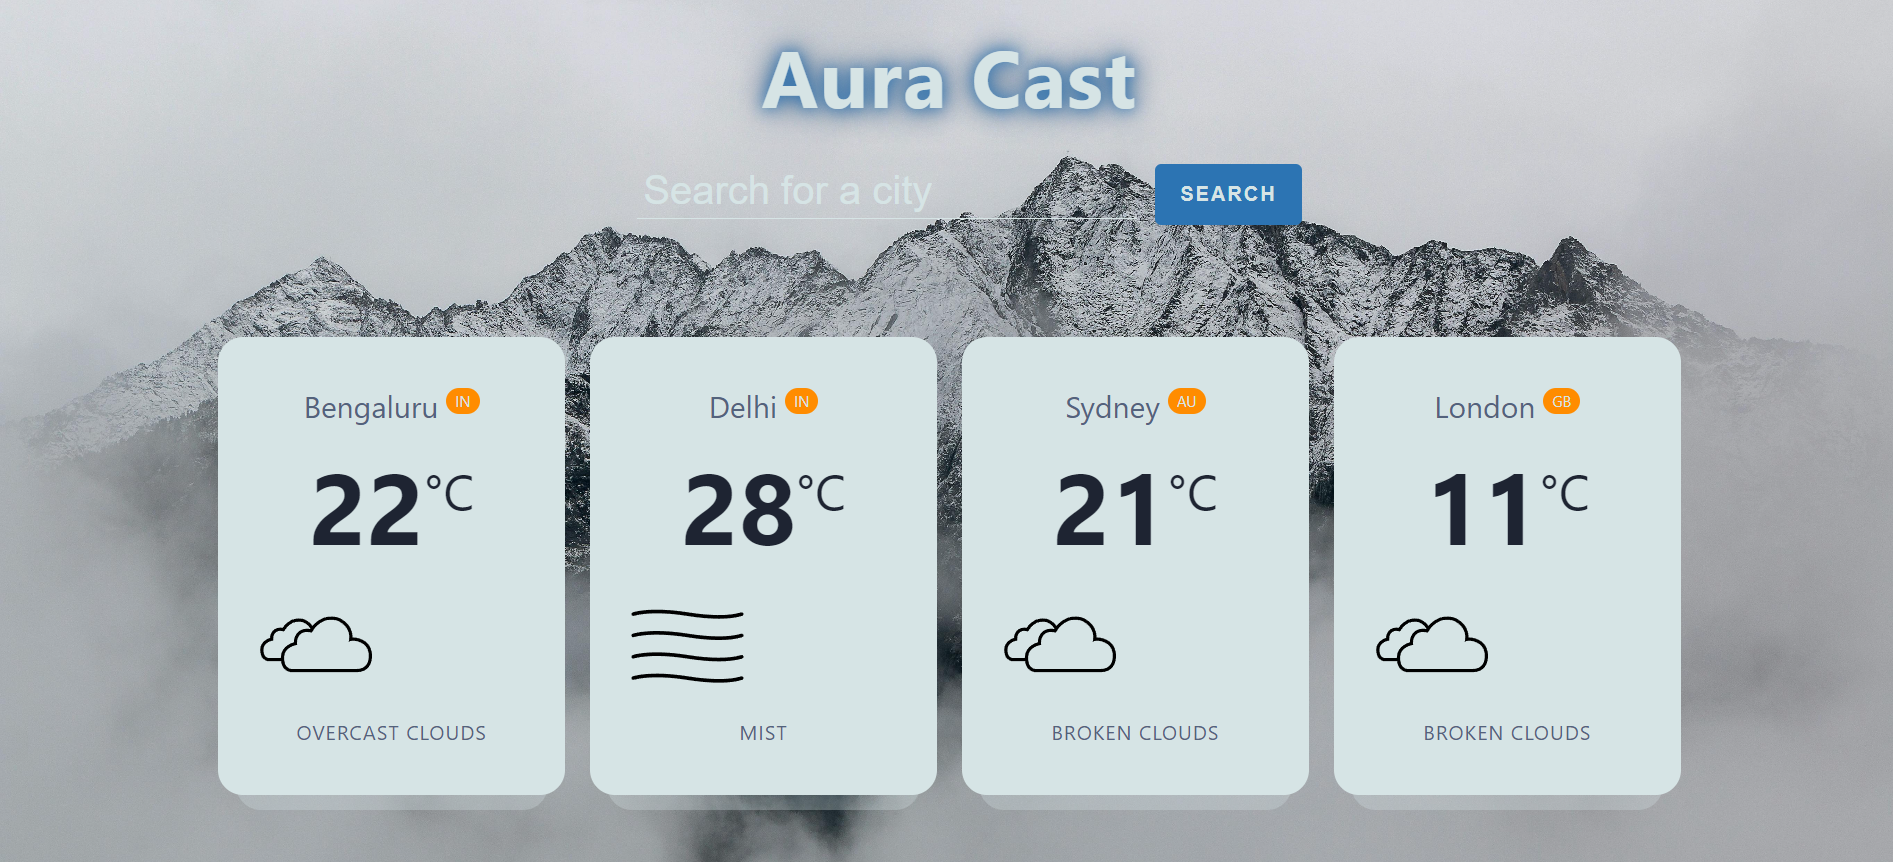 Aura Cast
Search for a city
SEARCH
Bengaluru IN
22°C
OVERCAST CLOUDS
Delhi IN
28°C
MIST
Sydney AU
21°C
BROKEN CLOUDS
London GB
11°C
BROKEN CLOUDS